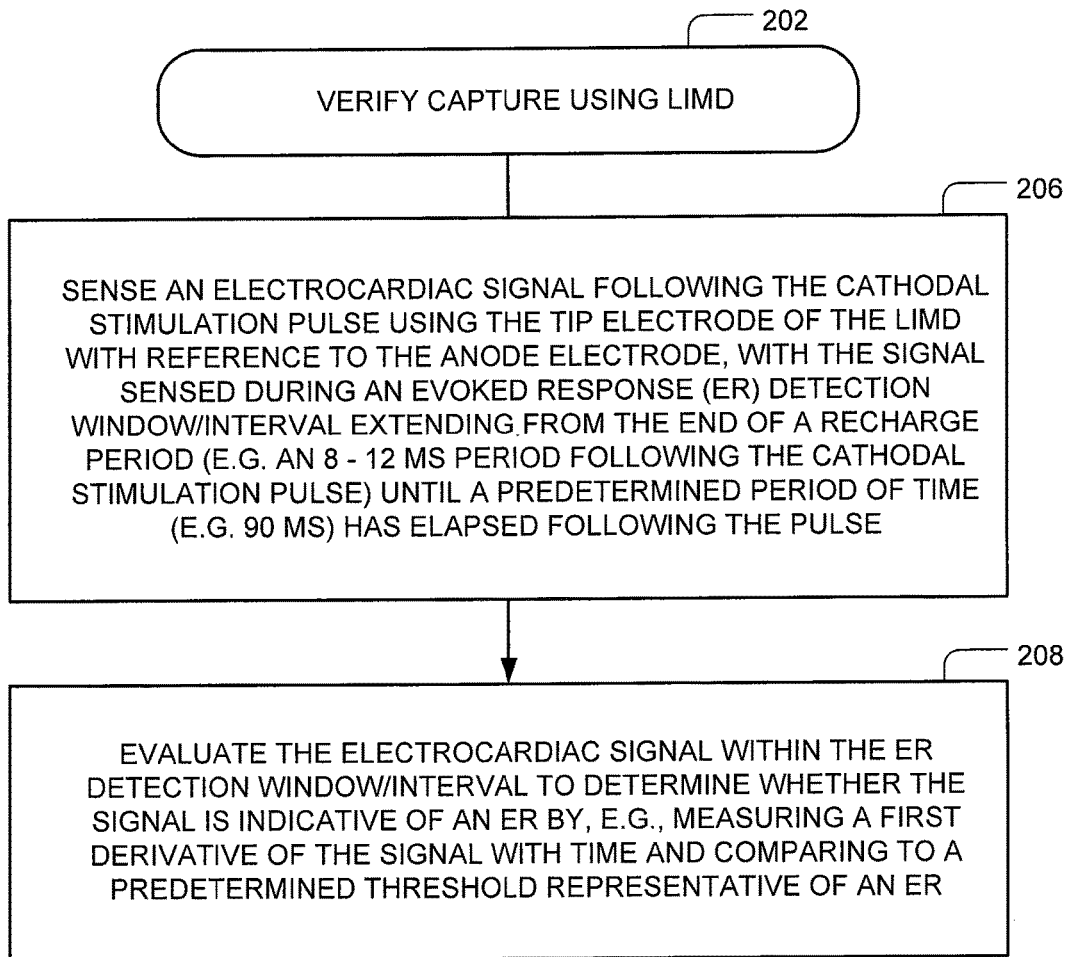 202
VERIFY CAPTURE USING LIMD
206
SENSE AN ELECTROCARDIAC SIGNAL FOLLOWING THE CATHODAL
STIMULATION PULSE USING THE TIP ELECTRODE OF THE LIMD
WITH REFERENCE TO THE ANODE ELECTRODE, WITH THE SIGNAL
SENSED DURING AN EVOKED RESPONSE (ER) DETECTION
WINDOW/INTERVAL EXTENDING FROM THE END OF A RECHARGE
PERIOD (E.G. AN 8 - 12 MS PERIOD FOLLOWING THE CATHODAL
STIMULATION PULSE) UNTIL A PREDETERMINED PERIOD OF TIME
(E.G. 90 MS) HAS ELAPSED FOLLOWING THE PULSE
208
EVALUATE THE ELECTROCARDIAC SIGNAL WITHIN THE ER
DETECTION WINDOW/INTERVAL TO DETERMINE WHETHER THE
SIGNAL IS INDICATIVE OF AN ER BY, E.G., MEASURING A FIRST
DERIVATIVE OF THE SIGNAL WITH TIME AND COMPARING TO A
PREDETERMINED THRESHOLD REPRESENTATIVE OF AN ER